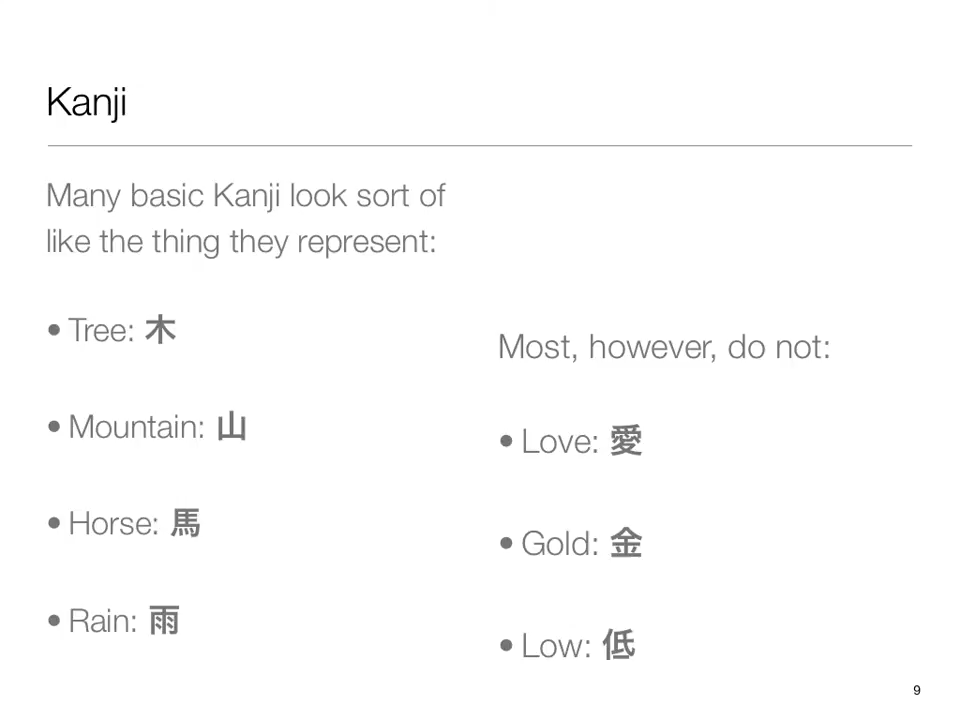 Kanji
Many basic Kanji look sort of
like the thing they represent:
• Tree: 木
• Mountain: 山
• Horse: 馬
• Rain: 雨
Most, however, do not:
• Love: 愛
• Gold: 金
• Low: 低
9